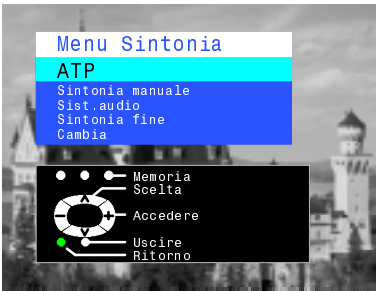 Menu Sintonia
ATP
Sintonia manuale
Sist.audio
Sintonia fine
Cambia
Memoria
Scelta
Accedere
Uscire
Ritorno